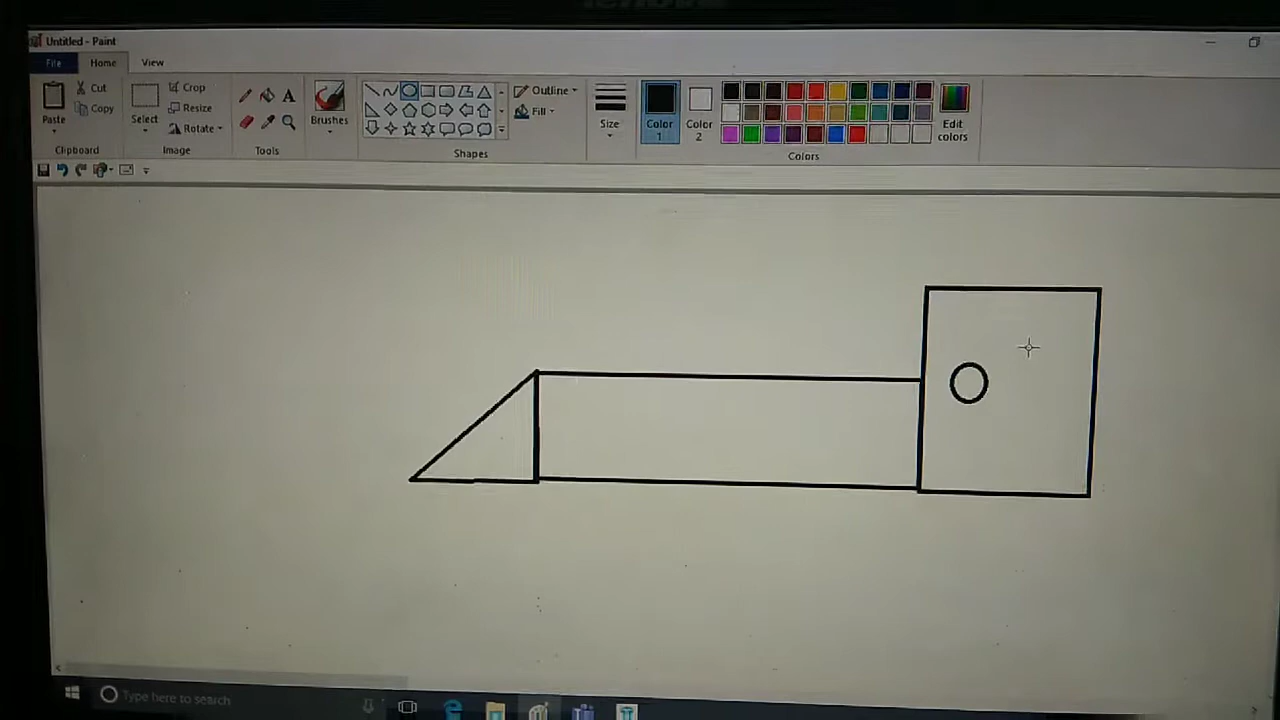 Untitled - Paint
File Home View
Cut
Copy
Paste
Clipboard
Crop
Resize
Rotate
Select
Image
A
Tools
Brushes
Outline
Fill
Shapes
Size
Color 1
Color 2
Edit colors
Colors
Type here to search